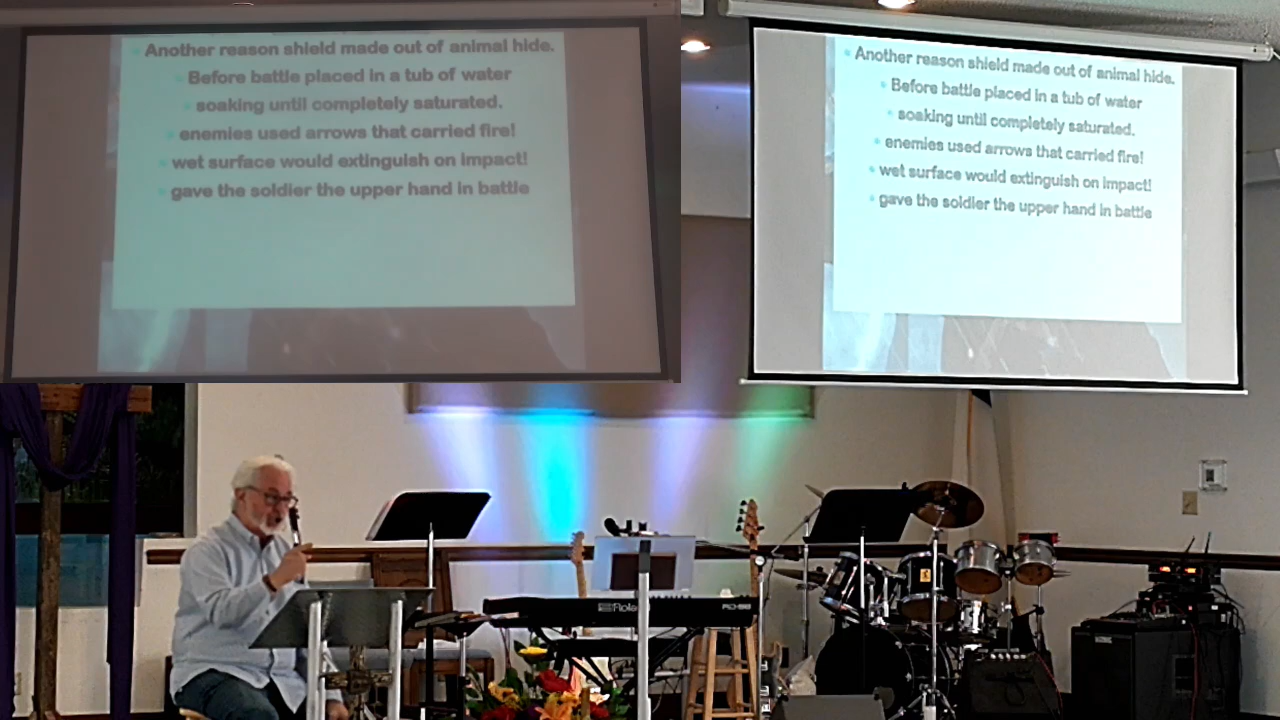 Another reason shield made out of animal hide.
Before battle placed in a tub of water
soaking until completely saturated.
enemies used arrows that carried fire!
wet surface would extinguish on impact!
gave the soldier the upper hand in battle
Another reason shield made out of animal hide.
Before battle placed in a tub of water
soaking until completely saturated.
enemies used arrows that carried fire!
wet surface would extinguish on impact!
gave the soldier the upper hand in battle
Roland